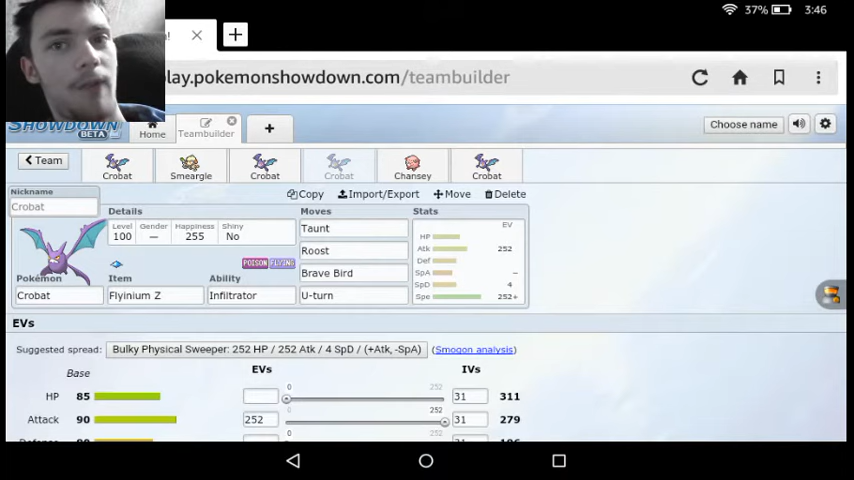 37% 3:46
play.pokemonshowdown.com/teambuilder
SHOWDOWN
BETA
Home
Teambuilder
Choose name
Team
Crobat Smeargle Crobat Crobat Chansey Crobat
Nickname
Crobat
Copy Import/Export Move Delete
Details Moves Stats
Level Gender Happiness Shiny
100 — 255 No
POISON FLYING
Pokémon Item Ability
Crobat Flyinium Z Infiltrator
Taunt
Roost
Brave Bird
U-turn
EV
HP
Atk 252
Def
SpA –
SpD 4
Spe 252+
EVs
Suggested spread: Bulky Physical Sweeper: 252 HP / 252 Atk / 4 SpD / (+Atk, -SpA) (Smogon analysis)
Base EVs IVs
0 252
HP 85 31 311
0 252
Attack 90 252 31 279
0